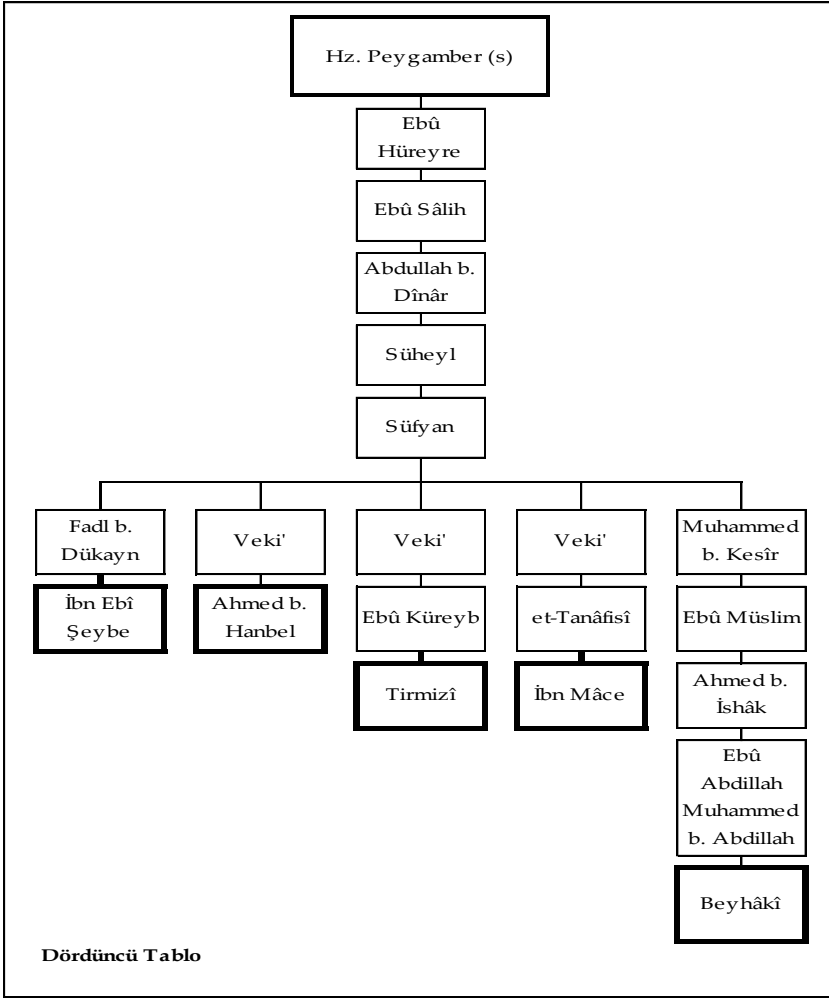 Hz. Peygamber (s)
Ebû
Hüreyre
Ebû Sâlih
Abdullah b.
Dînâr
Süheyl
Süfyan
Fadl b.
Dükayn
İbn Ebî
Şeybe
Veki'
Ahmed b.
Hanbel
Veki'
Ebû Küreyb
Tirmizî
Veki'
et-Tanâfisî
İbn Mâce
Muhammed
b. Kesîr
Ebû Müslim
Ahmed b.
İshâk
Ebû
Abdillah
Muhammed
b. Abdillah
Beyhâkî
Dördüncü Tablo